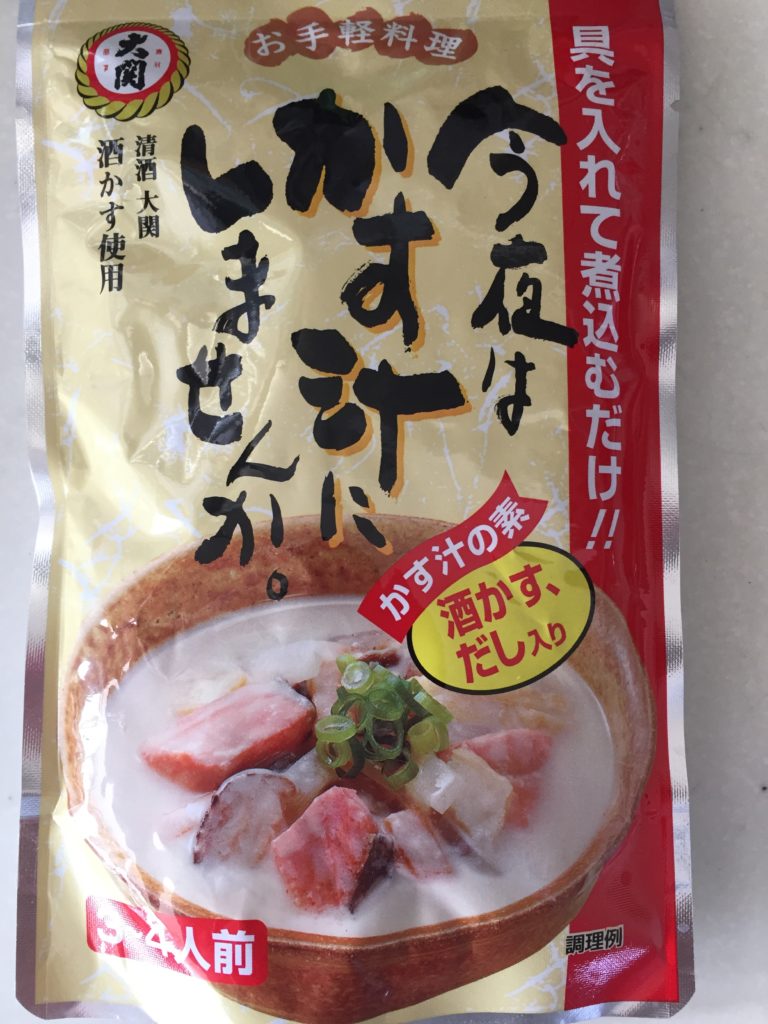 お手軽料理
具を入れて煮込むだけ!!
今夜は
かす汁に
しませんか。
大関
清酒 大関
酒かす使用
かす汁の素
酒かす、
だし入り
3~4人前
調理例